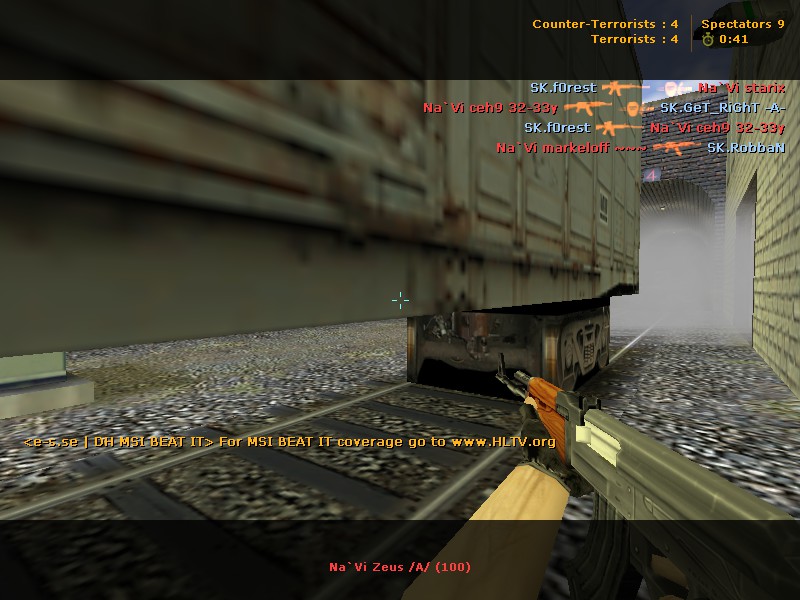 Counter-Terrorists : 4 Spectators 9
Terrorists : 4 0:41
SK.f0rest Na`Vi starix
Na`Vi ceh9 32-33y SK.GeT_RiGhT -A-
SK.f0rest Na`Vi ceh9 32-33y
Na`Vi markeloff ~~~ SK.RobbaN
4
<e-s.se | DH MSI BEAT IT> For MSI BEAT IT coverage go to www.HLTV.org
Na`Vi Zeus /A/ (100)